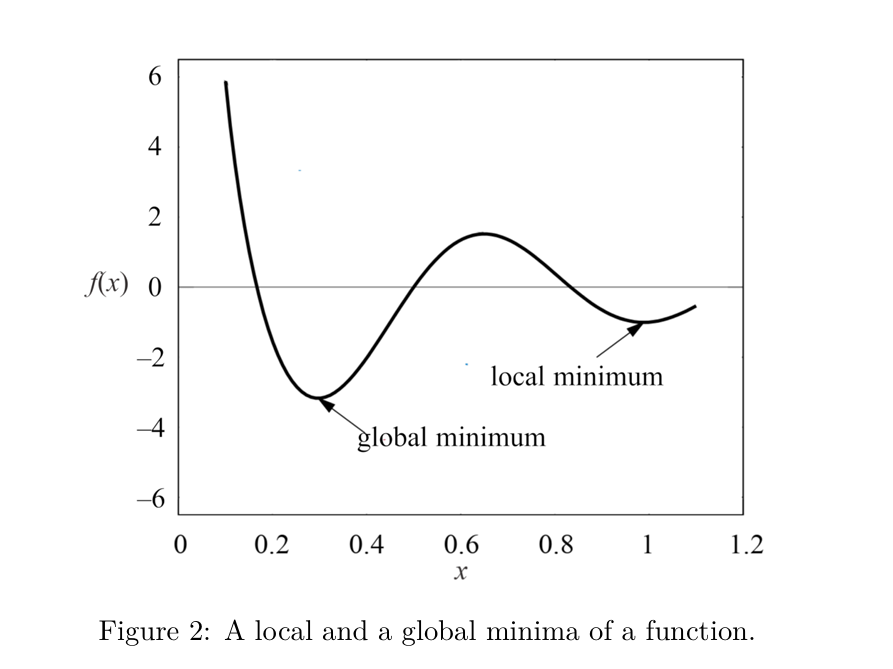 6
4
2
f(x) 0
–2
local minimum
–4
global minimum
–6
0 0.2 0.4 0.6 0.8 1 1.2
x
Figure 2: A local and a global minima of a function.